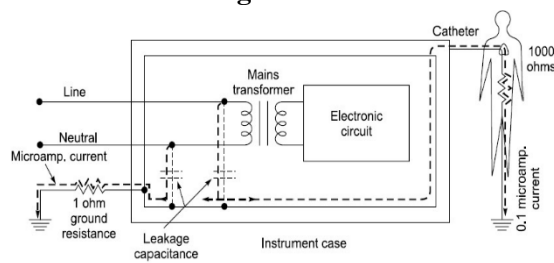 Catheter
1000
ohms
Mains
transformer
Line
Electronic
circuit
Neutral
Microamp. current
1 ohm
ground
resistance
Leakage
capacitance
Instrument case
0.1 microamp.
current